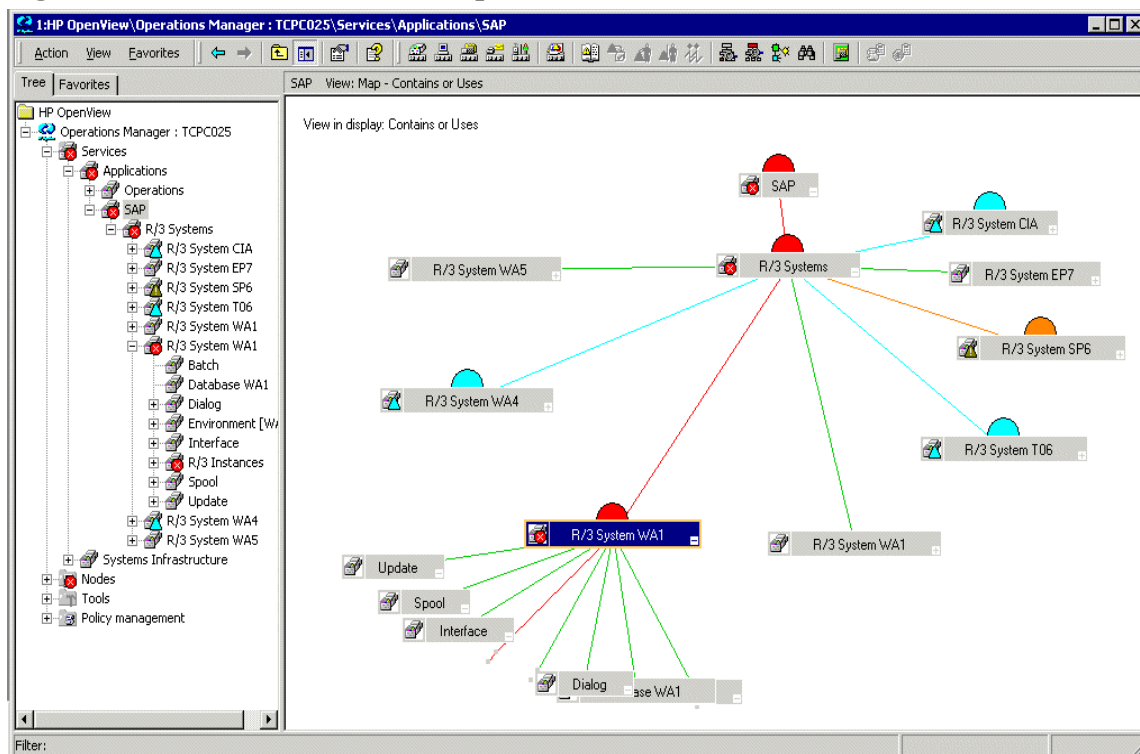 1:HP OpenView\Operations Manager : TCPC025\Services\Applications\SAP
Action View Favorites
Tree Favorites
SAP View: Map - Contains or Uses
HP OpenView
Operations Manager : TCPC025
Services
Applications
Operations
SAP
R/3 Systems
R/3 System CIA
R/3 System EP7
R/3 System SP6
R/3 System T06
R/3 System WA1
R/3 System WA1
Batch
Database WA1
Dialog
Environment [WA
Interface
R/3 Instances
Spool
Update
R/3 System WA4
R/3 System WA5
Systems Infrastructure
Nodes
Tools
Policy management
View in display: Contains or Uses
SAP
R/3 System CIA
R/3 System WA5
R/3 Systems
R/3 System EP7
R/3 System SP6
R/3 System WA4
R/3 System T06
R/3 System WA1
R/3 System WA1
Update
Spool
Interface
Dialog
ase WA1
Filter: